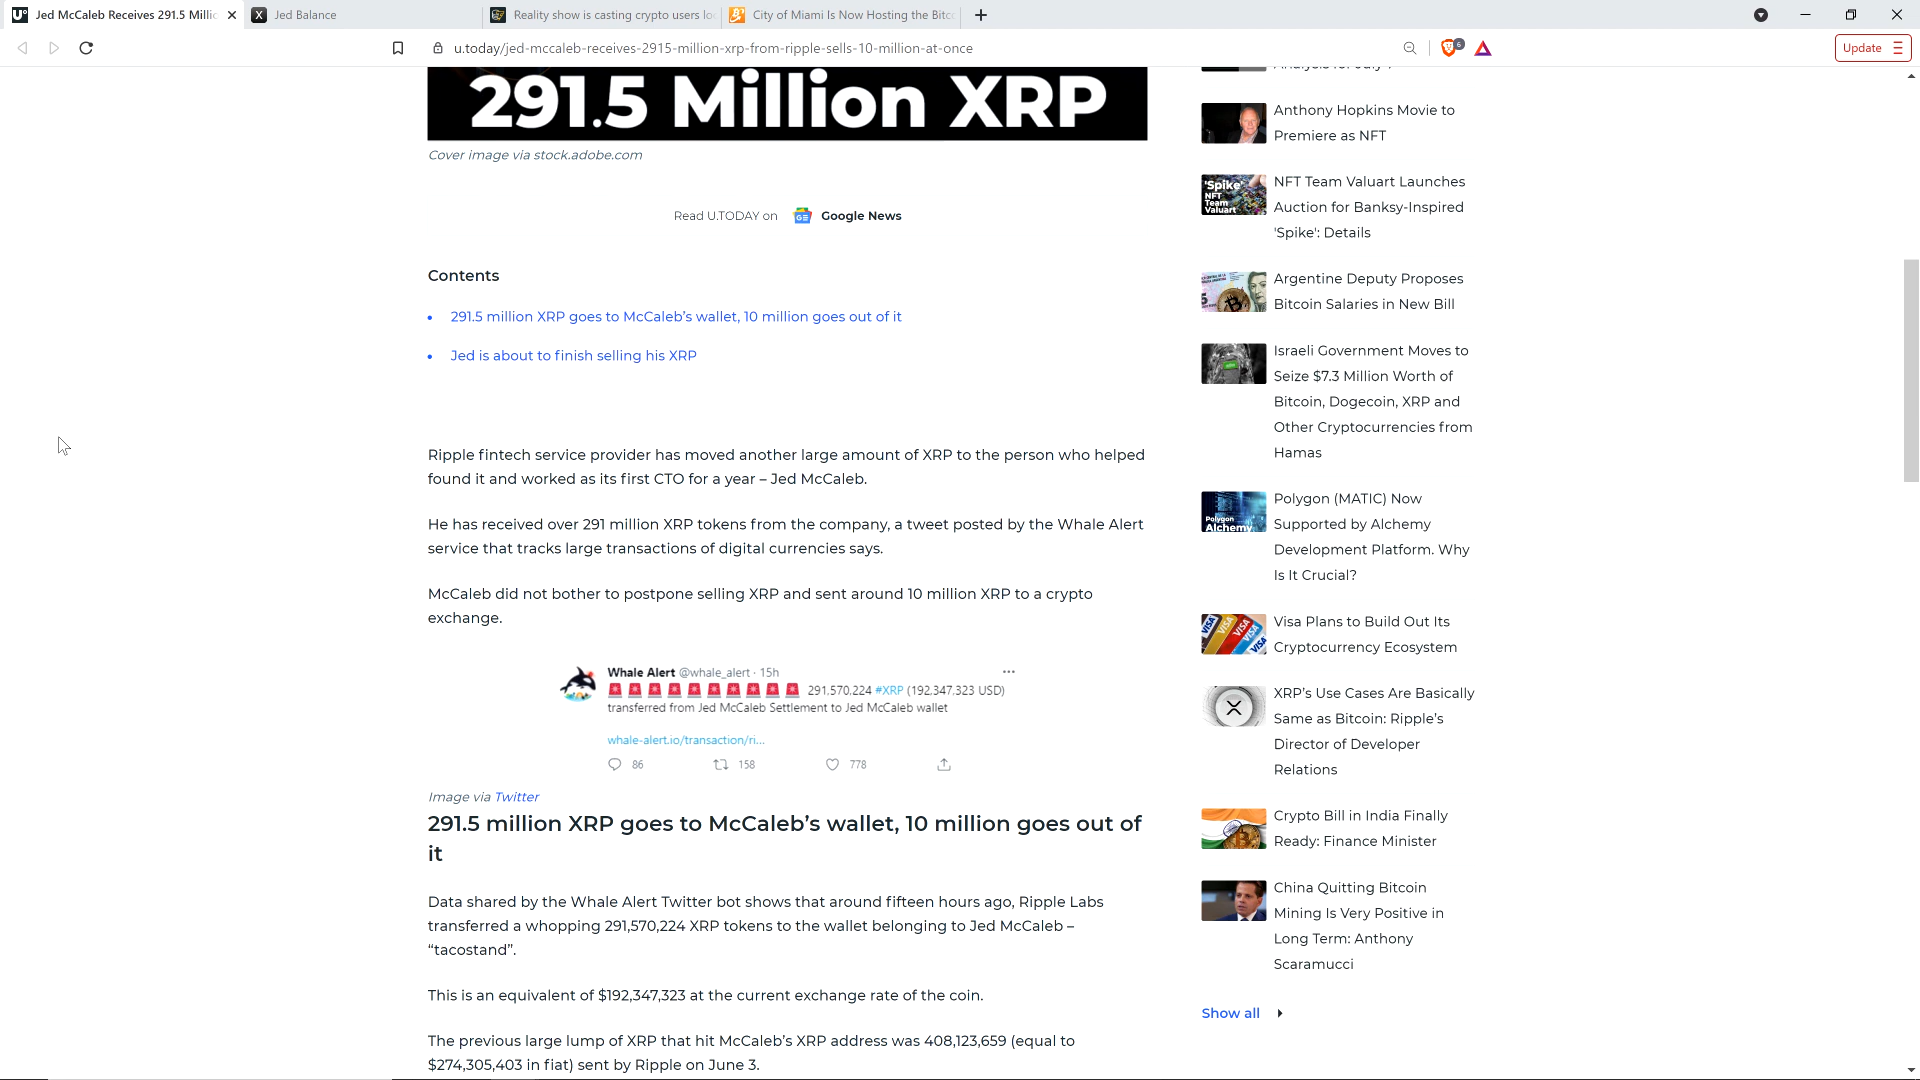 Jed McCaleb Receives 291.5 Millic
Jed Balance
Reality show is casting crypto users lo
City of Miami Is Now Hosting the Bitc
u.today/jed-mccaleb-receives-2915-million-xrp-from-ripple-sells-10-million-at-once
6
Update
291.5 Million XRP
Cover image via stock.adobe.com
Read U.TODAY on Google News
Contents
291.5 million XRP goes to McCaleb’s wallet, 10 million goes out of it
Jed is about to finish selling his XRP
Ripple fintech service provider has moved another large amount of XRP to the person who helped
found it and worked as its first CTO for a year – Jed McCaleb.
He has received over 291 million XRP tokens from the company, a tweet posted by the Whale Alert
service that tracks large transactions of digital currencies says.
McCaleb did not bother to postpone selling XRP and sent around 10 million XRP to a crypto
exchange.
Whale Alert @whale_alert · 15h
291,570,224 #XRP (192,347,323 USD)
transferred from Jed McCaleb Settlement to Jed McCaleb wallet
whale-alert.io/transaction/ri...
86 158 778
Image via Twitter
291.5 million XRP goes to McCaleb’s wallet, 10 million goes out of
it
Data shared by the Whale Alert Twitter bot shows that around fifteen hours ago, Ripple Labs
transferred a whopping 291,570,224 XRP tokens to the wallet belonging to Jed McCaleb –
“tacostand”.
This is an equivalent of $192,347,323 at the current exchange rate of the coin.
The previous large lump of XRP that hit McCaleb’s XRP address was 408,123,659 (equal to
$274,305,403 in fiat) sent by Ripple on June 3.
Anthony Hopkins Movie to
Premiere as NFT
'Spike'
NFT
Team
Valuart
NFT Team Valuart Launches
Auction for Banksy-Inspired
'Spike': Details
Argentine Deputy Proposes
Bitcoin Salaries in New Bill
Israeli Government Moves to
Seize $7.3 Million Worth of
Bitcoin, Dogecoin, XRP and
Other Cryptocurrencies from
Hamas
Polygon
Alchemy
Polygon (MATIC) Now
Supported by Alchemy
Development Platform. Why
Is It Crucial?
VISA
VISA
VISA
VISA
Visa Plans to Build Out Its
Cryptocurrency Ecosystem
XRP’s Use Cases Are Basically
Same as Bitcoin: Ripple’s
Director of Developer
Relations
Crypto Bill in India Finally
Ready: Finance Minister
China Quitting Bitcoin
Mining Is Very Positive in
Long Term: Anthony
Scaramucci
Show all